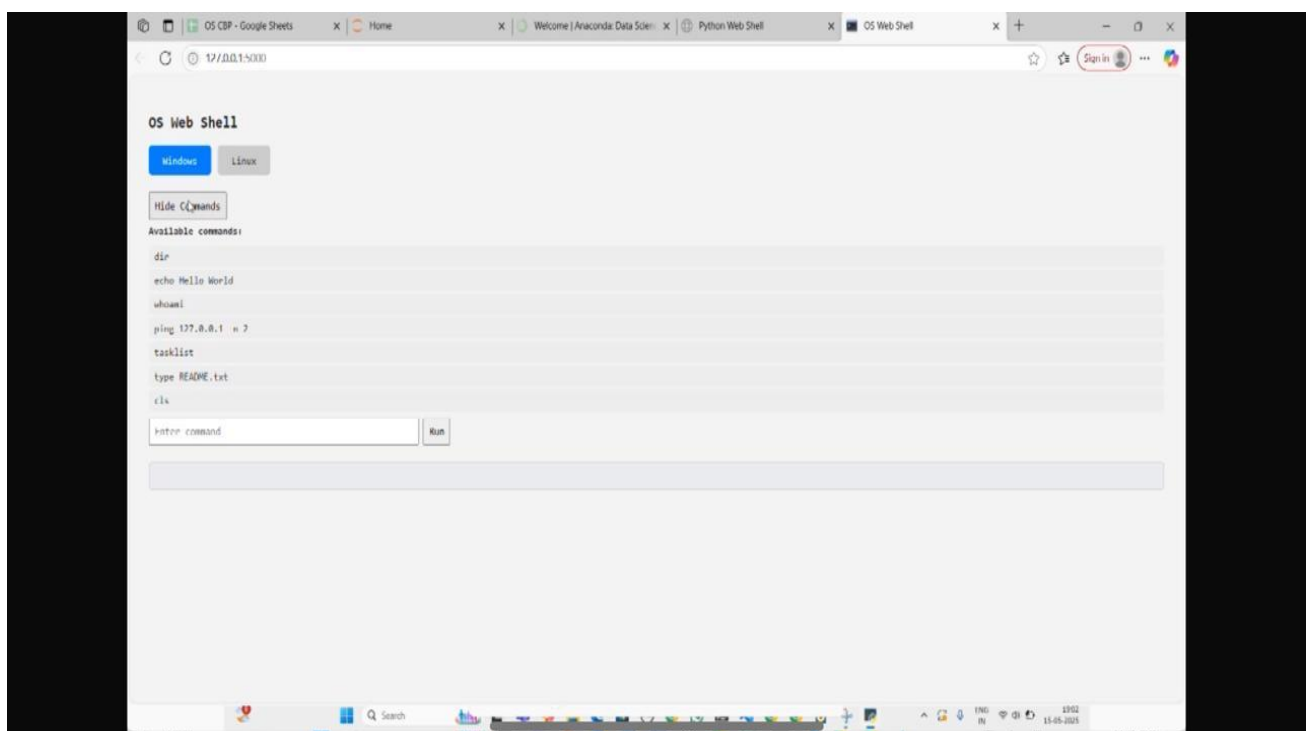 OS CBP - Google Sheets
Home
Welcome | Anaconda: Data Scien
Python Web Shell
OS Web Shell
127.0.0.1:5000
Sign in
OS Web Shell
Windows
Linux
Hide Commands
Available commands:
dir
echo Hello World
whoami
ping 127.0.0.1 n 2
tasklist
type README.txt
cls
Enter command
Run
Search
ENG
IN
15-05-2025